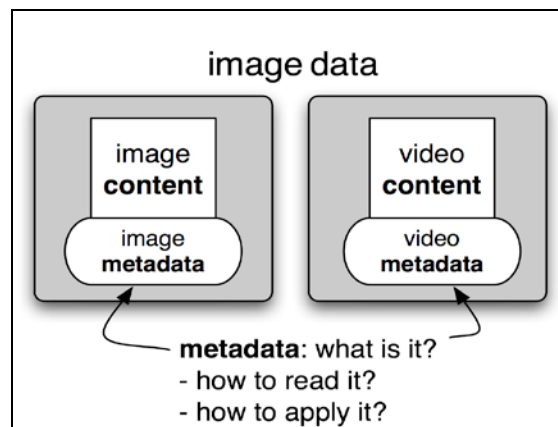 image data
image
content
image
metadata
video
content
video
metadata
metadata: what is it?
- how to read it?
- how to apply it?